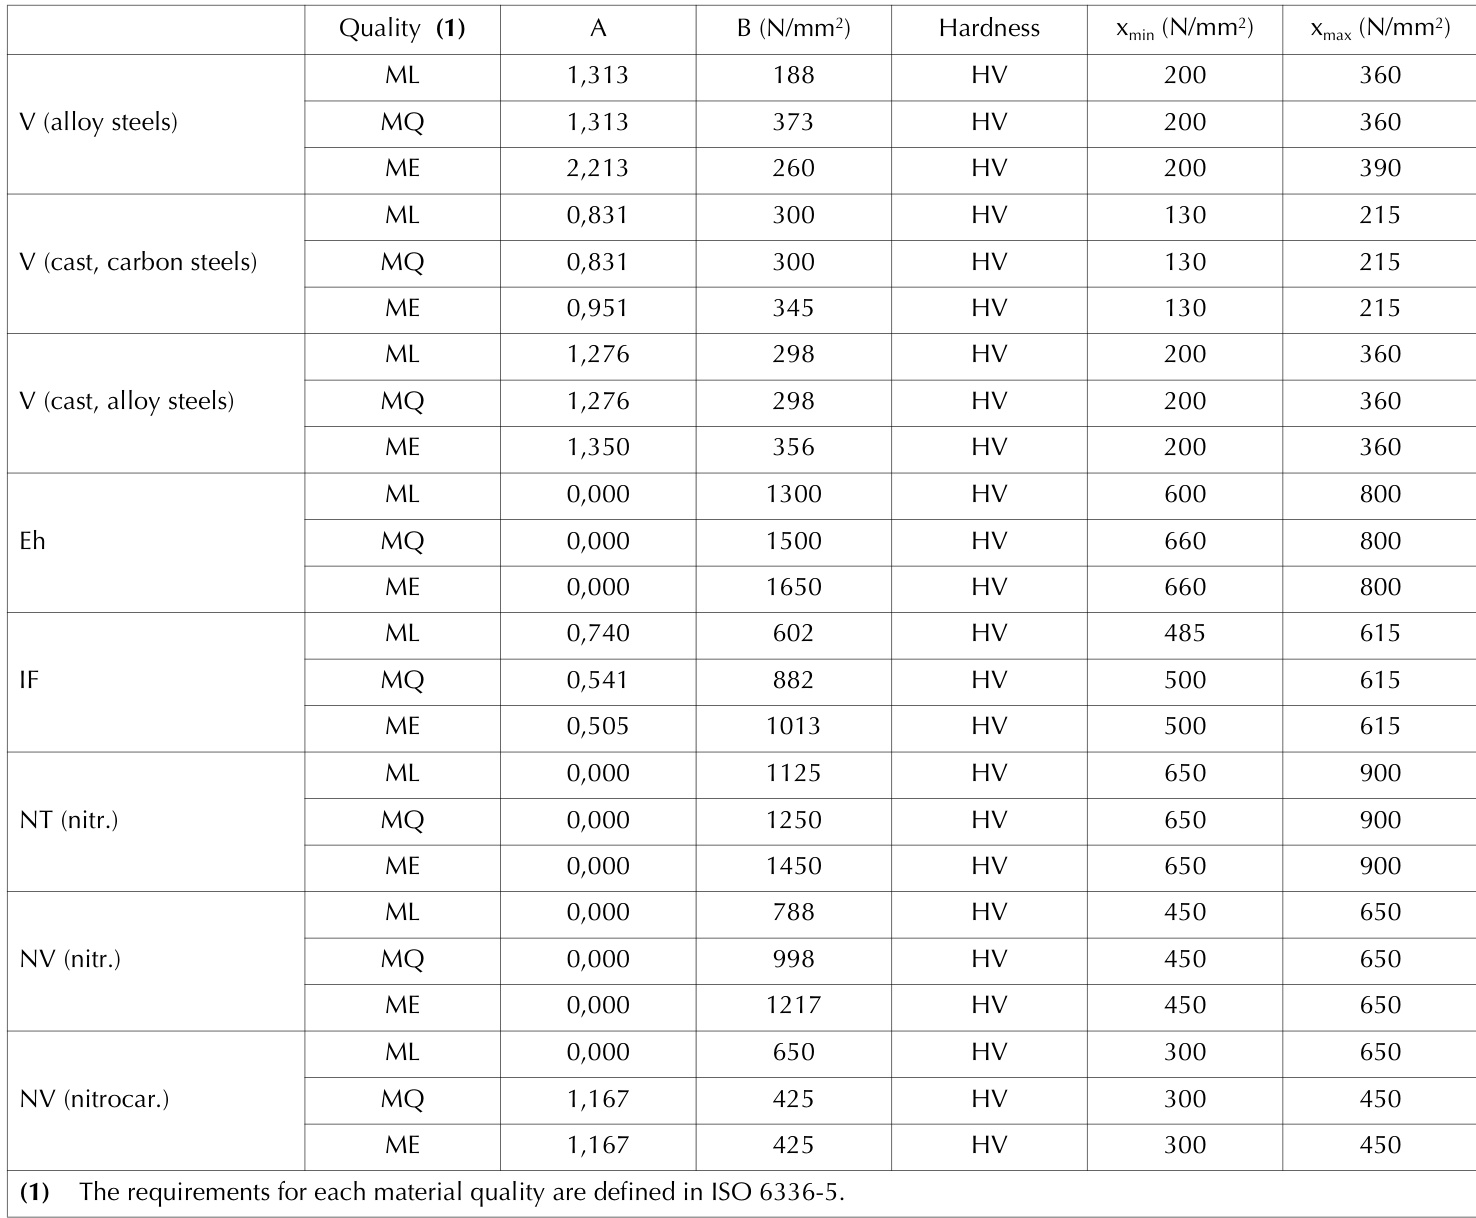 Quality (1) A B (N/mm²) Hardness xmin (N/mm²) xmax (N/mm²)
V (alloy steels) ML 1,313 188 HV 200 360
MQ 1,313 373 HV 200 360
ME 2,213 260 HV 200 390
V (cast, carbon steels) ML 0,831 300 HV 130 215
MQ 0,831 300 HV 130 215
ME 0,951 345 HV 130 215
V (cast, alloy steels) ML 1,276 298 HV 200 360
MQ 1,276 298 HV 200 360
ME 1,350 356 HV 200 360
Eh ML 0,000 1300 HV 600 800
MQ 0,000 1500 HV 660 800
ME 0,000 1650 HV 660 800
IF ML 0,740 602 HV 485 615
MQ 0,541 882 HV 500 615
ME 0,505 1013 HV 500 615
NT (nitr.) ML 0,000 1125 HV 650 900
MQ 0,000 1250 HV 650 900
ME 0,000 1450 HV 650 900
NV (nitr.) ML 0,000 788 HV 450 650
MQ 0,000 998 HV 450 650
ME 0,000 1217 HV 450 650
NV (nitrocar.) ML 0,000 650 HV 300 650
MQ 1,167 425 HV 300 450
ME 1,167 425 HV 300 450
(1) The requirements for each material quality are defined in ISO 6336-5.